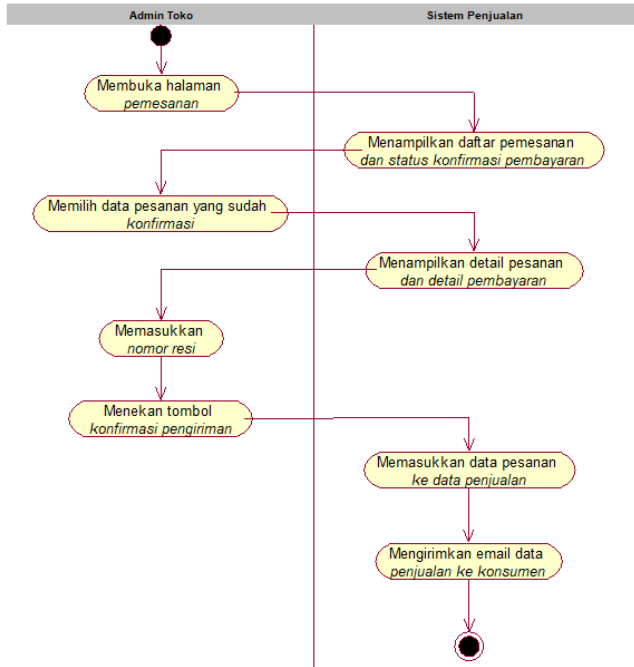 Admin Toko
Sistem Penjualan
Membuka halaman
pemesanan
Menampilkan daftar pemesanan
dan status konfirmasi pembayaran
Memilih data pesanan yang sudah
konfirmasi
Menampilkan detail pesanan
dan detail pembayaran
Memasukkan
nomor resi
Menekan tombol
konfirmasi pengiriman
Memasukkan data pesanan
ke data penjualan
Mengirimkan email data
penjualan ke konsumen